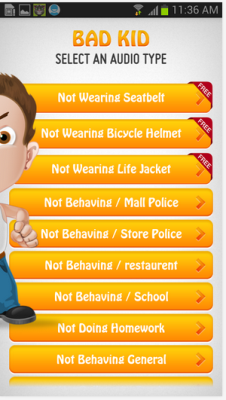 11:36 AM
BAD KID
SELECT AN AUDIO TYPE
Not Wearing Seatbelt
FREE
Not Wearing Bicycle Helmet
FREE
Not Wearing Life Jacket
FREE
Not Behaving / Mall Police
Not Behaving / Store Police
Not Behaving / restaurent
Not Behaving / School
Not Doing Homework
Not Behaving General